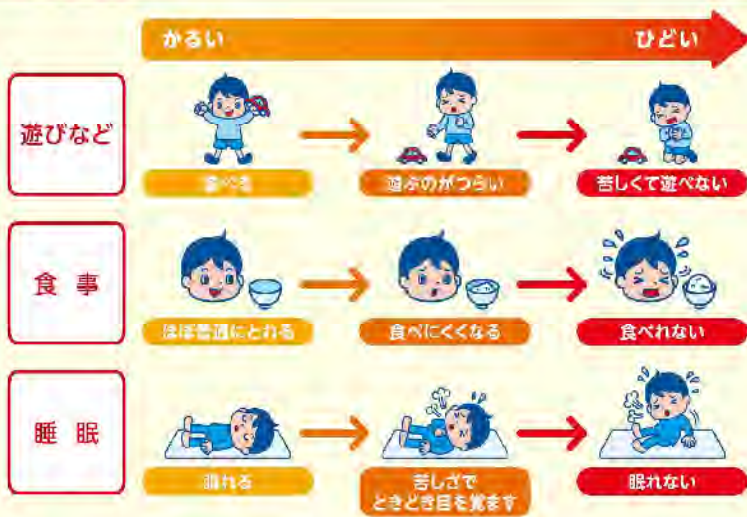 かるい ひどい
遊びなど
遊べる 遊ぶのがつらい 苦しくて遊べない
食事
ほぼ普通にとれる 食べにくくなる 食べれない
睡眠
眠れる 苦しさで
ときどき目を覚ます 眠れない